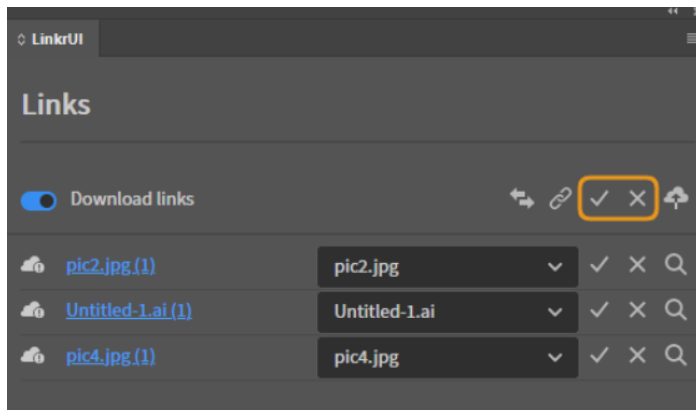 LinkrUI
Links
Download links
pic2.jpg (1) pic2.jpg
Untitled-1.ai (1) Untitled-1.ai
pic4.jpg (1) pic4.jpg